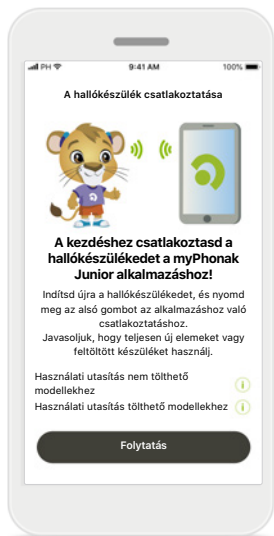 PH 9:41 AM 100%
A hallókészülék csatlakoztatása
A kezdéshez csatlakoztasd a
hallókészülékedet a myPhonak
Junior alkalmazáshoz!
Indítsd újra a hallókészülékedet, és nyomd
meg az alsó gombot az alkalmazáshoz való
csatlakoztatáshoz.
Javasoljuk, hogy teljesen új elemeket vagy
feltöltött készüléket használj.
Használati utasítás nem tölthető
modellekhez
Használati utasítás tölthető modellekhez
Folytatás